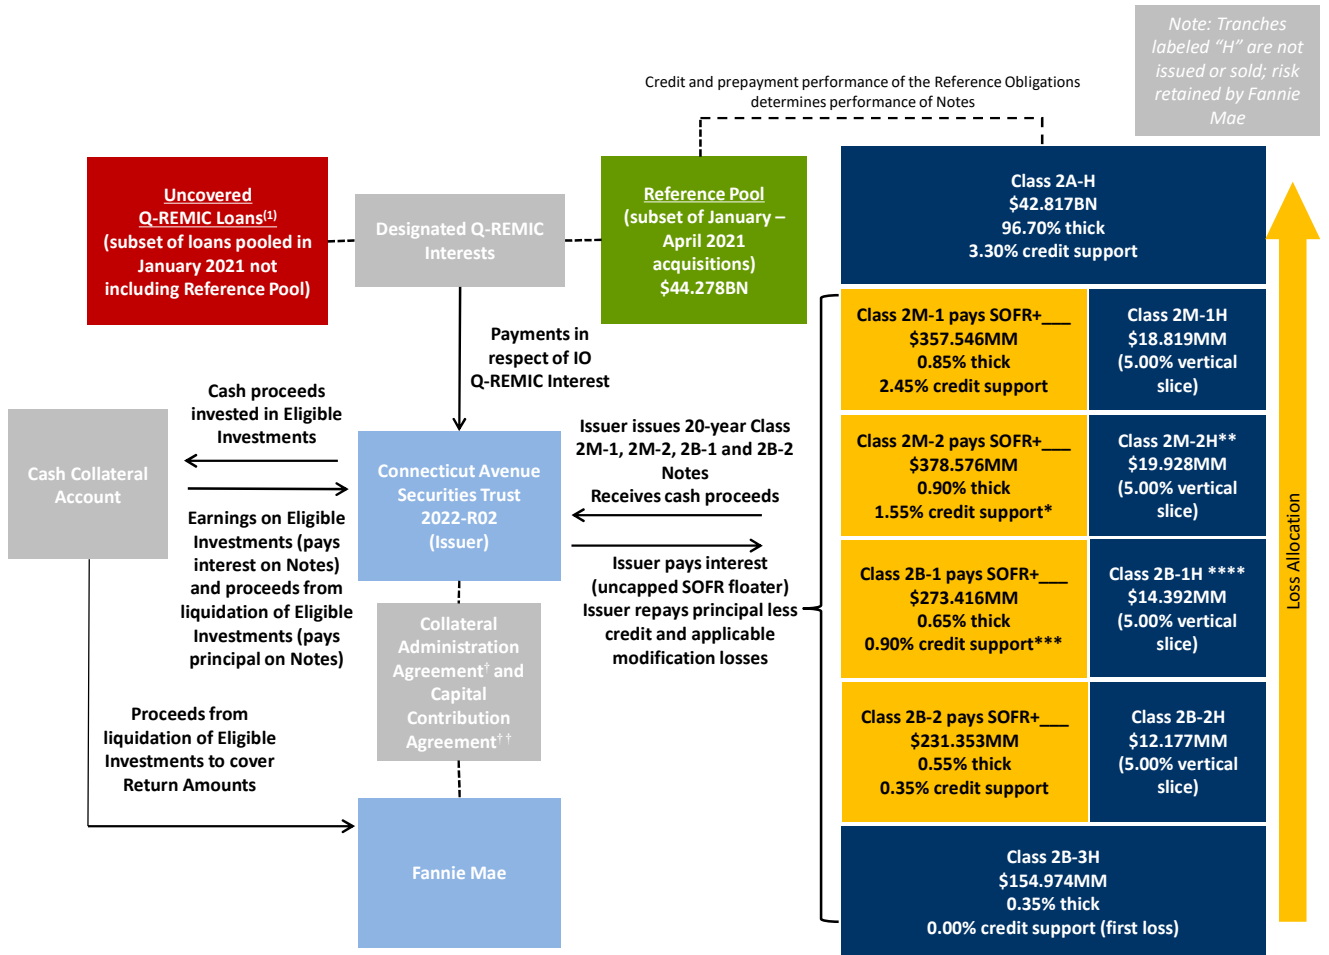 Note: Tranches
labeled “H” are not
issued or sold; risk
retained by Fannie
Mae
Credit and prepayment performance of the Reference Obligations
determines performance of Notes
Uncovered
Q-REMIC Loans(1)
(subset of loans pooled in
January 2021 not
including Reference Pool)
Designated Q-REMIC
Interests
Reference Pool
(subset of January –
April 2021
acquisitions)
$44.278BN
Class 2A-H
$42.817BN
96.70% thick
3.30% credit support
Payments in
respect of IO
Q-REMIC Interest
Class 2M-1 pays SOFR+___
$357.546MM
0.85% thick
2.45% credit support
Class 2M-1H
$18.819MM
(5.00% vertical
slice)
Cash proceeds
invested in Eligible
Investments
Cash Collateral
Account
Connecticut Avenue
Securities Trust
2022-R02
(Issuer)
Issuer issues 20-year Class
2M-1, 2M-2, 2B-1 and 2B-2
Notes
Receives cash proceeds
Class 2M-2 pays SOFR+___
$378.576MM
0.90% thick
1.55% credit support*
Class 2M-2H**
$19.928MM
(5.00% vertical
slice)
Earnings on Eligible
Investments (pays
interest on Notes)
and proceeds from
liquidation of Eligible
Investments (pays
principal on Notes)
Issuer pays interest
(uncapped SOFR floater)
Issuer repays principal less
credit and applicable
modification losses
Class 2B-1 pays SOFR+___
$273.416MM
0.65% thick
0.90% credit support***
Class 2B-1H ****
$14.392MM
(5.00% vertical
slice)
Loss Allocation
Collateral
Administration
Agreement† and
Capital
Contribution
Agreement††
Proceeds from
liquidation of Eligible
Investments to cover
Return Amounts
Class 2B-2 pays SOFR+___
$231.353MM
0.55% thick
0.35% credit support
Class 2B-2H
$12.177MM
(5.00% vertical
slice)
Fannie Mae
Class 2B-3H
$154.974MM
0.35% thick
0.00% credit support (first loss)